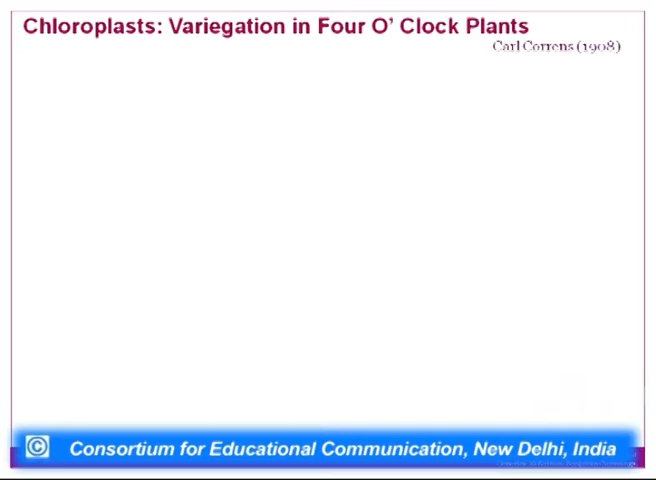 Chloroplasts: Variegation in Four O' Clock Plants
Carl Correns (1908)
© Consortium for Educational Communication, New Delhi, India